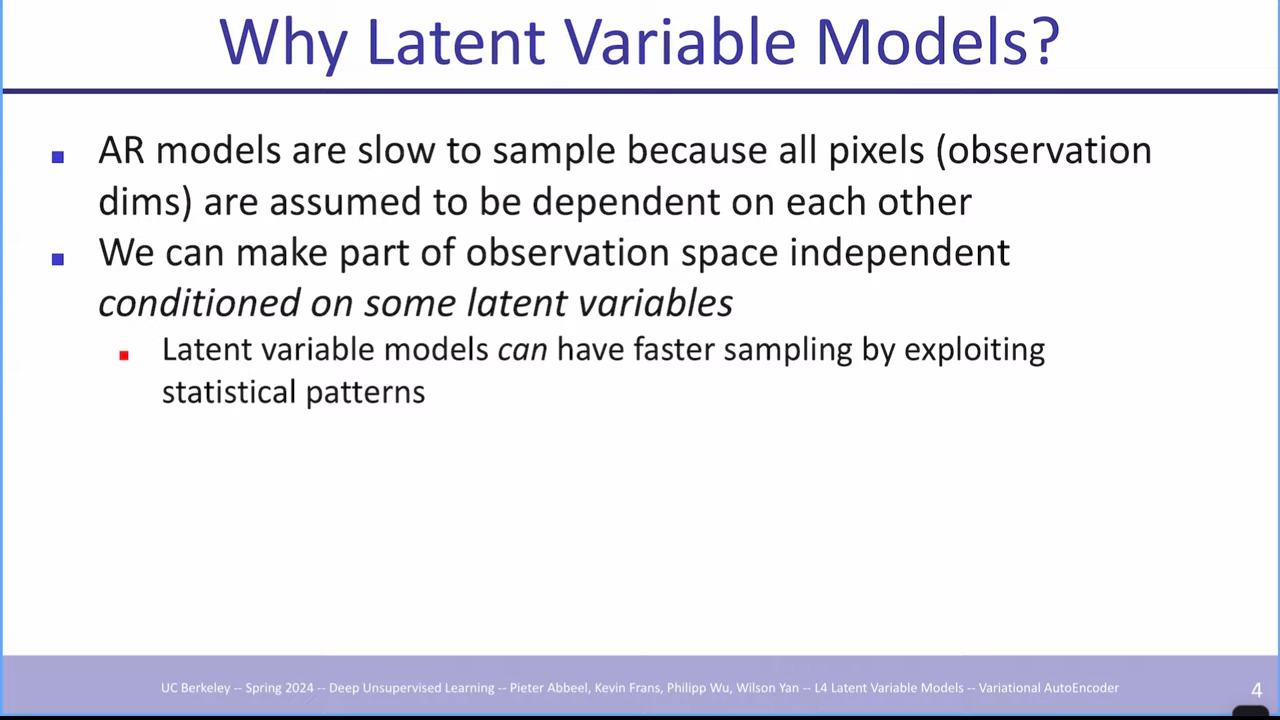 Why Latent Variable Models?
AR models are slow to sample because all pixels (observation
dims) are assumed to be dependent on each other
We can make part of observation space independent
conditioned on some latent variables
Latent variable models can have faster sampling by exploiting
statistical patterns
UC Berkeley -- Spring 2024 -- Deep Unsupervised Learning -- Pieter Abbeel, Kevin Frans, Philipp Wu, Wilson Yan -- L4 Latent Variable Models -- Variational AutoEncoder
4